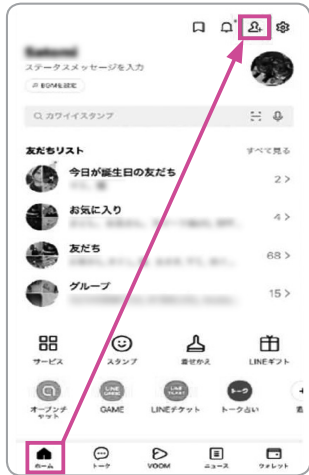 ステータスメッセージを入力
BGMを設定
カワイイスタンプ
友だちリスト すべて見る
今日が誕生日の友だち 2 >
お気に入り 4 >
友だち 68 >
グループ 15 >
サービス スタンプ 着せかえ LINEギフト
オープンチャット GAME LINEチケット トーク占い
ホーム トーク VOOM ニュース ウォレット